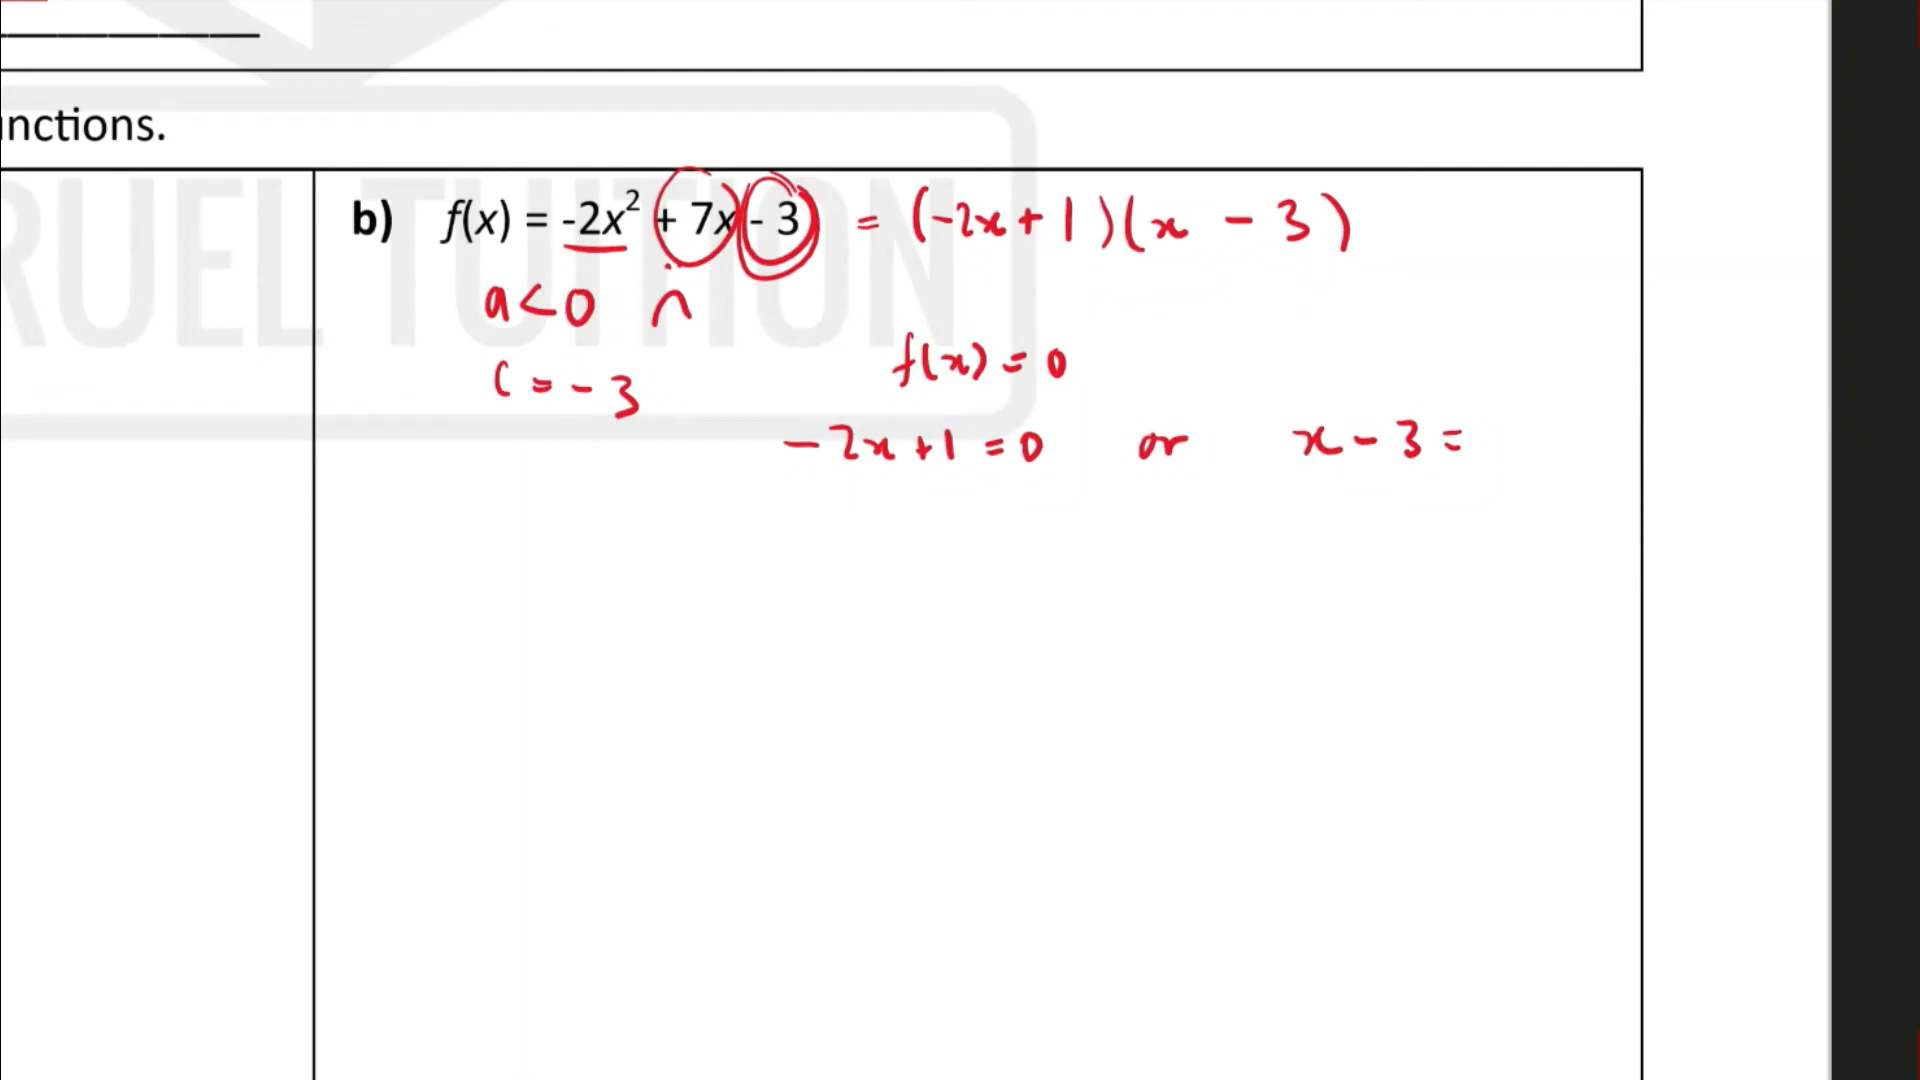 nctions.
RUEL TUITION
b) f(x) = -2x² + 7x - 3 = (-2x + 1)(x - 3)
a < 0 ∩
c = -3
f(x) = 0
-2x + 1 = 0 or x - 3 =